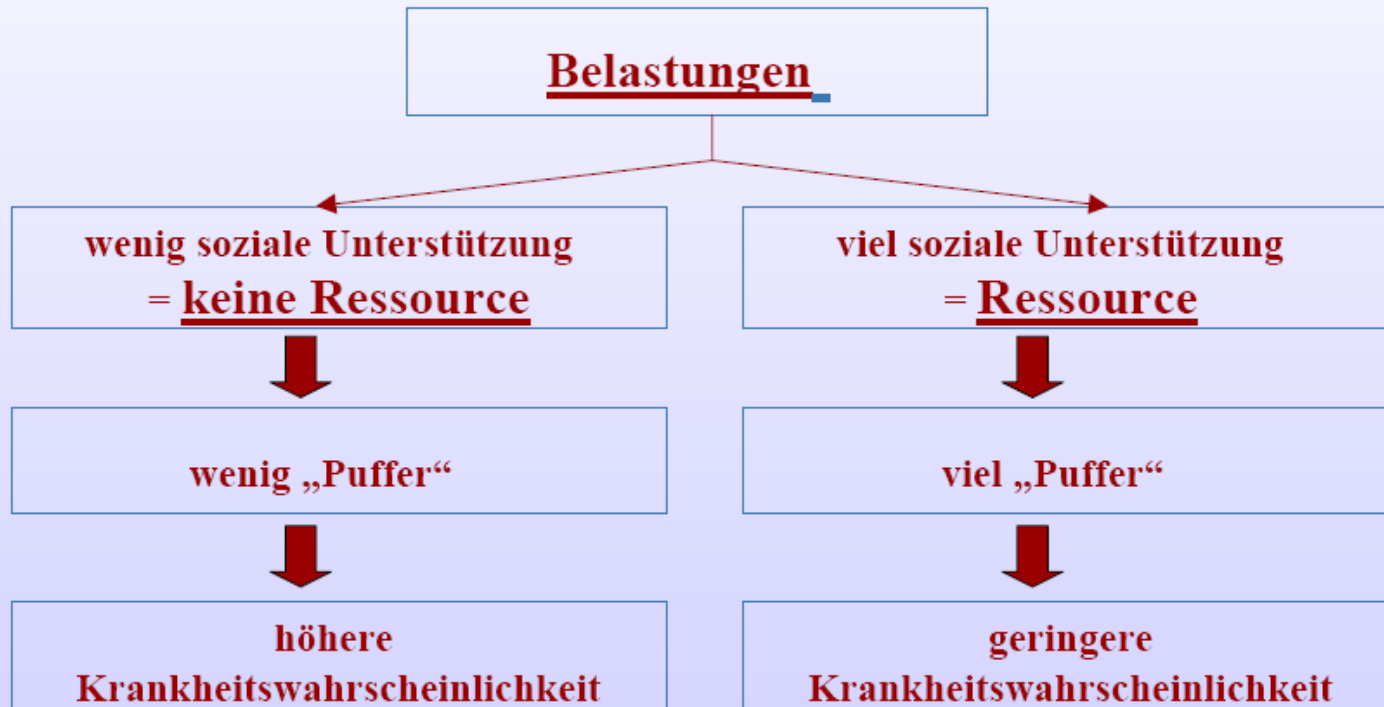 Belastungen
wenig soziale Unterstützung
= keine Ressource
viel soziale Unterstützung
= Ressource
wenig „Puffer“
viel „Puffer“
höhere
Krankheitswahrscheinlichkeit
geringere
Krankheitswahrscheinlichkeit